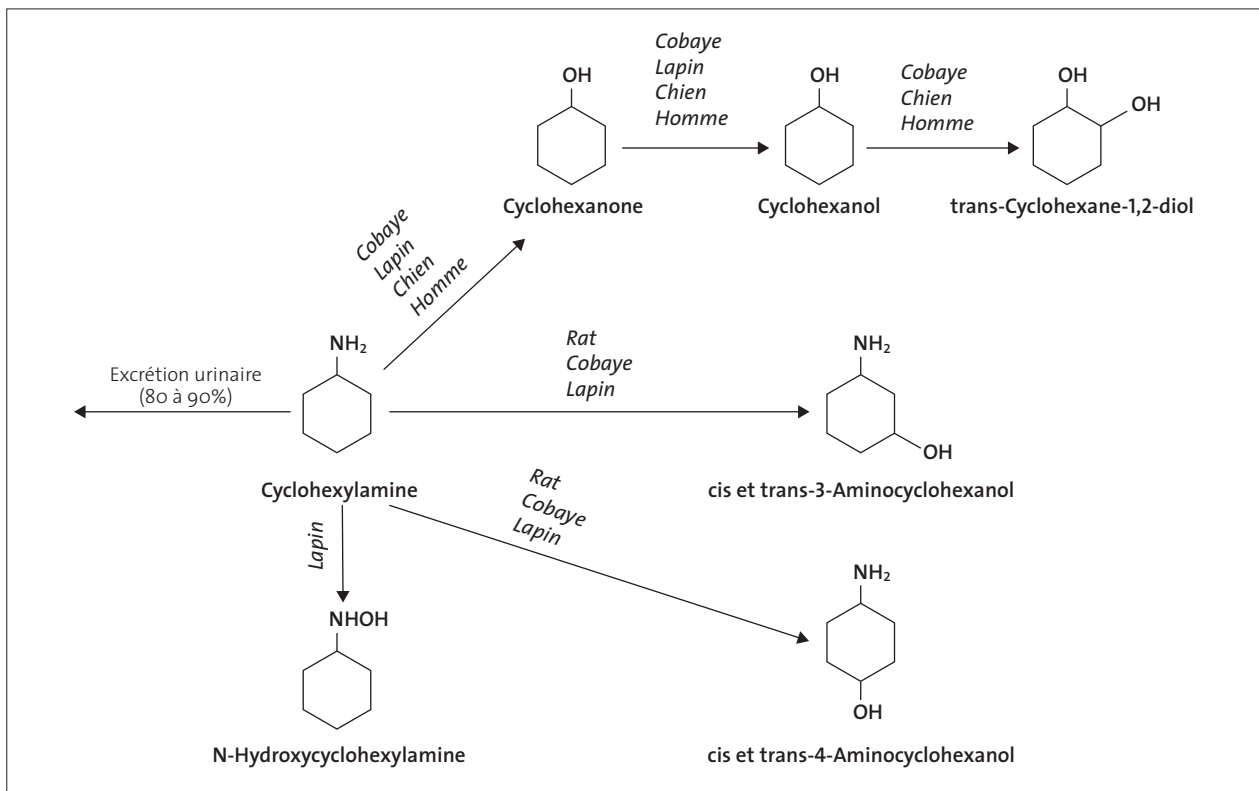 Cobaye
Lapin
Chien
Homme
OH
Cyclohexanone
OH
Cyclohexanol
Cobaye
Chien
Homme
OH
OH
trans-Cyclohexane-1,2-diol
Cobaye
Lapin
Chien
Homme
Excrétion urinaire
(80 à 90%)
NH₂
Cyclohexylamine
Rat
Cobaye
Lapin
NH₂
OH
cis et trans-3-Aminocyclohexanol
Rat
Cobaye
Lapin
Lapin
NHOH
N-Hydroxycyclohexylamine
NH₂
OH
cis et trans-4-Aminocyclohexanol